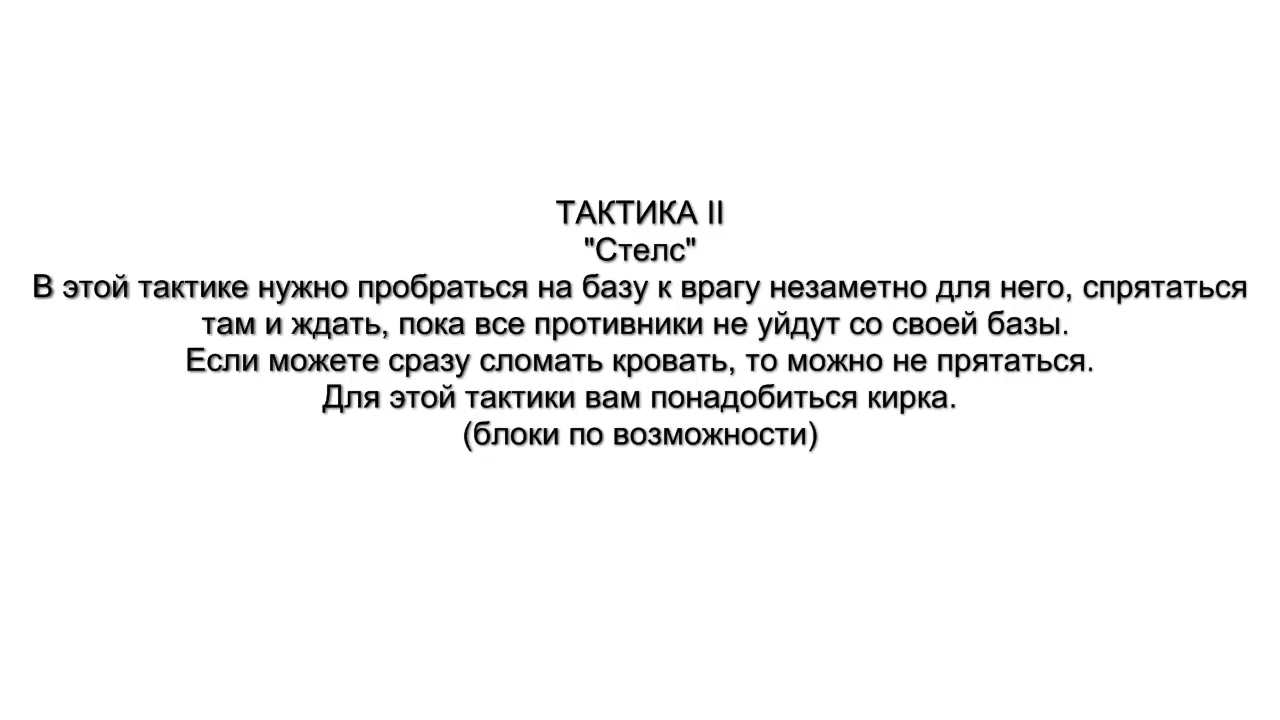 ТАКТИКА II
"Стелс"
В этой тактике нужно пробраться на базу к врагу незаметно для него, спрятаться
там и ждать, пока все противники не уйдут со своей базы.
Если можете сразу сломать кровать, то можно не прятаться.
Для этой тактики вам понадобиться кирка.
(блоки по возможности)